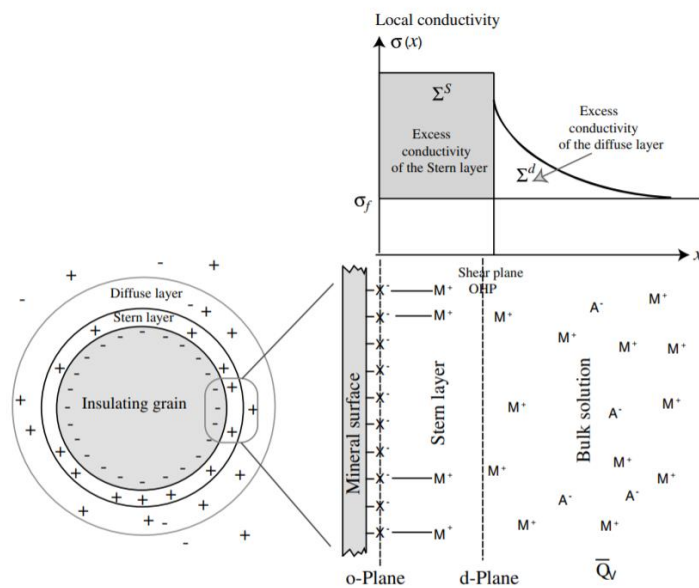 Local conductivity
σ(x)
Σ^S
Excess
conductivity
of the Stern layer
Excess
conductivity
of the diffuse layer
Σ^d
σ_f
x
Diffuse layer
Stern layer
Insulating grain
+ + + + + + + + + + + + + + + + + + + +
- - - - - - - - - - - - - - - - - - - -
Shear plane
OHP
Mineral surface
Stern layer
Bulk solution
X⁻ M⁺
X⁻ M⁺
X⁻
X⁻
X⁻
X⁻
X⁻
X⁻ M⁺
X⁻
X⁻ M⁺
A⁻ M⁺
M⁺
M⁺
M⁺ M⁺
M⁺
M⁺ A⁻
M⁺
M⁺
M⁺
A⁻ A⁻
M⁺ M⁺
o-Plane
d-Plane
Q̅_V